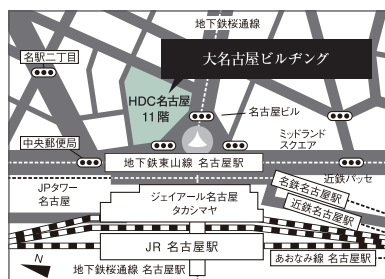 地下鉄桜通線
名駅二丁目
大名古屋ビルヂング
HDC名古屋
11階
名古屋ビル
中央郵便局
ミッドランド
スクエア
地下鉄東山線 名古屋駅
近鉄パッセ
JPタワー
名古屋
ジェイアール名古屋
タカシマヤ
名鉄名古屋駅
近鉄名古屋駅
JR 名古屋駅
あおなみ線 名古屋駅
N
地下鉄桜通線 名古屋駅